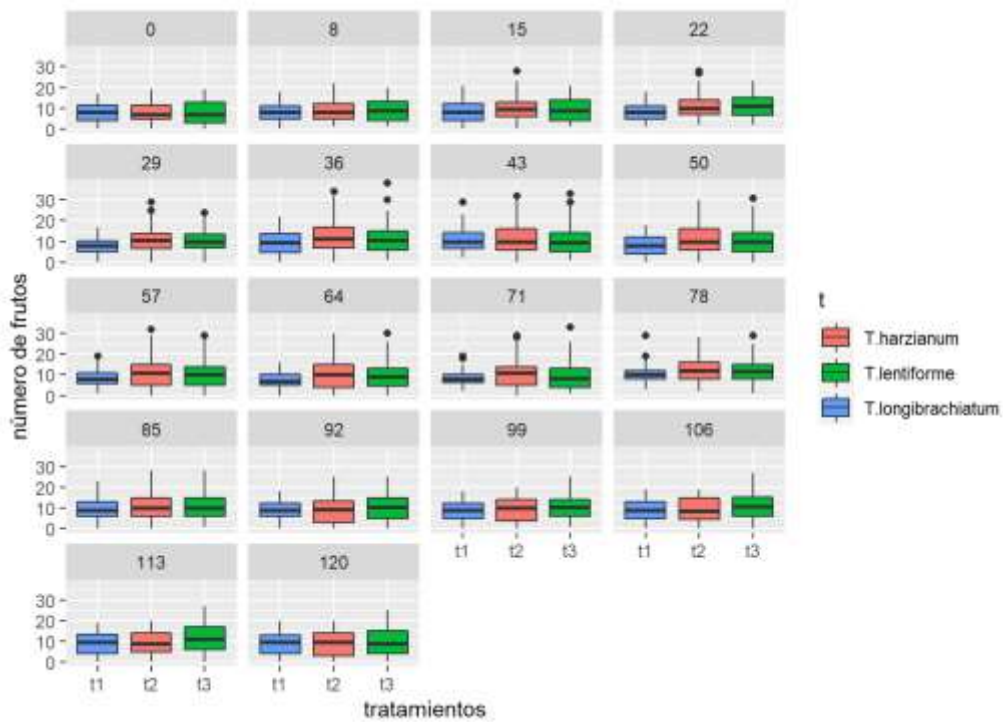 0 8 15 22
30
20
10
0
29 36 43 50
30
20
10
0
57 64 71 78
30
20
10
0
85 92 99 106
30
20
10
0
t1 t2 t3 t1 t2 t3
113 120
30
20
10
0
t1 t2 t3 t1 t2 t3
tratamientos
número de frutos
t
T.harzianum
T.lentiforme
T.longibrachiatum